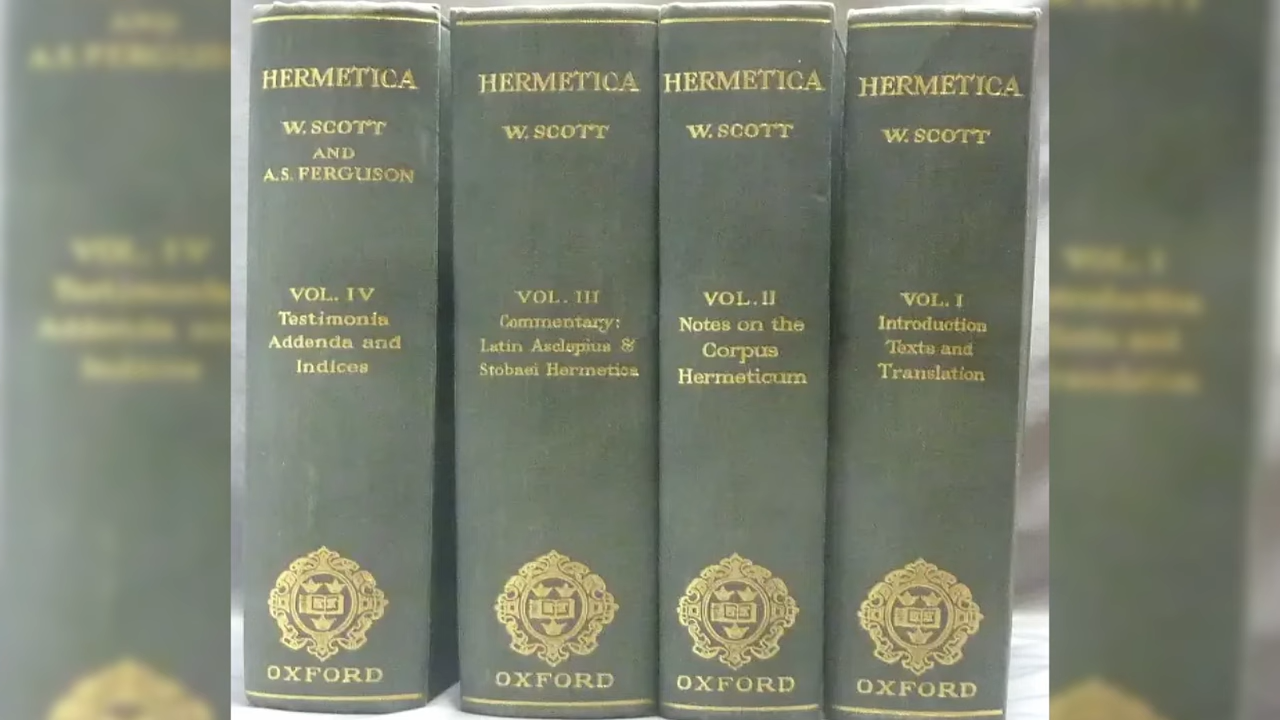 HERMETICA
W. SCOTT
AND
A.S. FERGUSON
VOL. IV
Testimonia
Addenda and
Indices
OXFORD
HERMETICA
W. SCOTT
VOL. III
Commentary:
Latin Asclepius &
Stobaei Hermetica
OXFORD
HERMETICA
W. SCOTT
VOL. II
Notes on the
Corpus
Hermeticum
OXFORD
HERMETICA
W. SCOTT
VOL. I
Introduction
Texts and
Translation
OXFORD